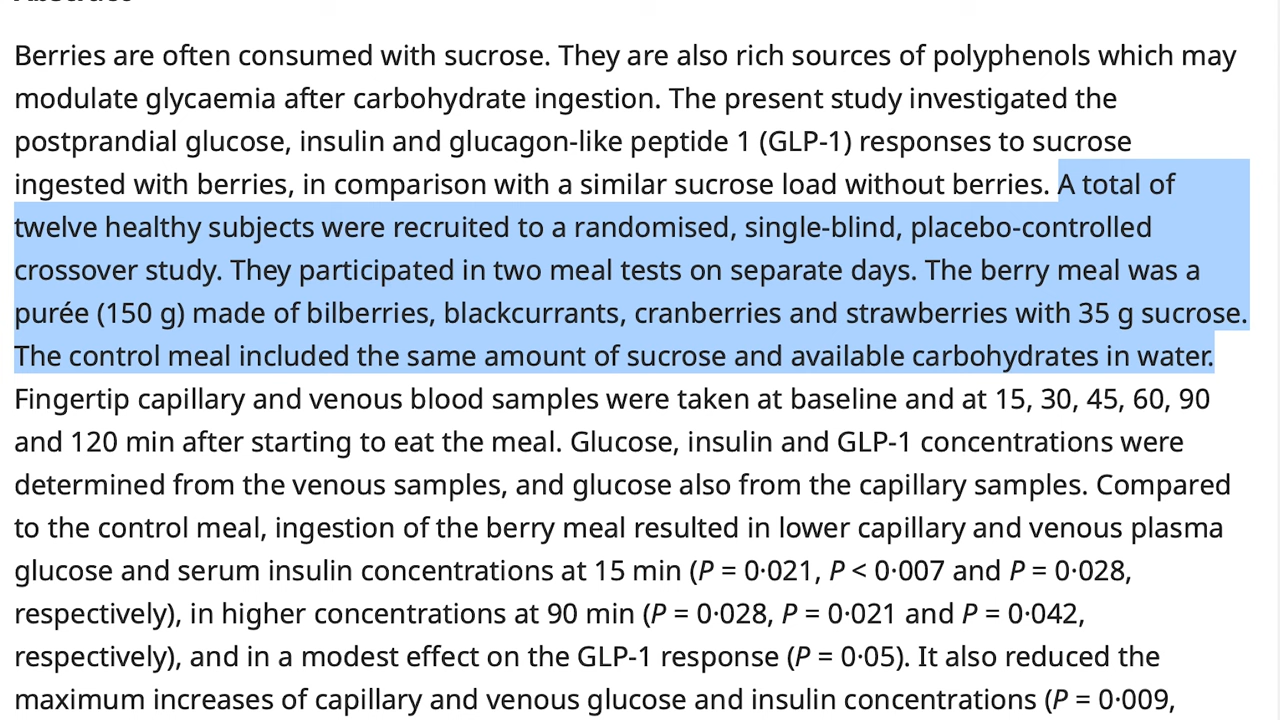 Berries are often consumed with sucrose. They are also rich sources of polyphenols which may
modulate glycaemia after carbohydrate ingestion. The present study investigated the
postprandial glucose, insulin and glucagon-like peptide 1 (GLP-1) responses to sucrose
ingested with berries, in comparison with a similar sucrose load without berries. A total of
twelve healthy subjects were recruited to a randomised, single-blind, placebo-controlled
crossover study. They participated in two meal tests on separate days. The berry meal was a
purée (150 g) made of bilberries, blackcurrants, cranberries and strawberries with 35 g sucrose.
The control meal included the same amount of sucrose and available carbohydrates in water.
Fingertip capillary and venous blood samples were taken at baseline and at 15, 30, 45, 60, 90
and 120 min after starting to eat the meal. Glucose, insulin and GLP-1 concentrations were
determined from the venous samples, and glucose also from the capillary samples. Compared
to the control meal, ingestion of the berry meal resulted in lower capillary and venous plasma
glucose and serum insulin concentrations at 15 min (P = 0·021, P < 0·007 and P = 0·028,
respectively), in higher concentrations at 90 min (P = 0·028, P = 0·021 and P = 0·042,
respectively), and in a modest effect on the GLP-1 response (P = 0·05). It also reduced the
maximum increases of capillary and venous glucose and insulin concentrations (P = 0·009,